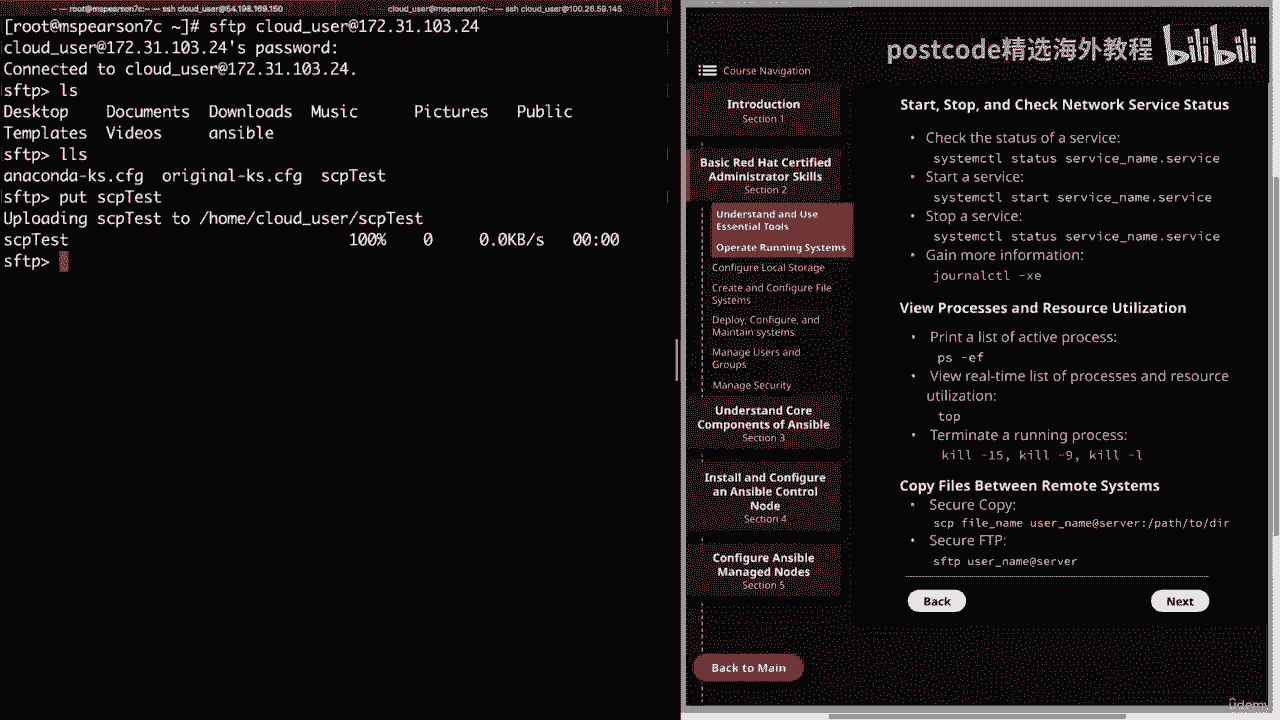 root@mspearson7c:~ — ssh cloud_user@54.198.169.150
cloud_user@mspearson1c:~ — ssh cloud_user@100.26.59.145
[root@mspearson7c ~]# sftp cloud_user@172.31.103.24
cloud_user@172.31.103.24's password:
Connected to cloud_user@172.31.103.24.
sftp> ls
Desktop Documents Downloads Music Pictures Public
Templates Videos ansible
sftp> lls
anaconda-ks.cfg original-ks.cfg scpTest
sftp> put scpTest
Uploading scpTest to /home/cloud_user/scpTest
scpTest 100% 0 0.0KB/s 00:00
sftp>
postcode精选海外教程 bilibili
Course Navigation
Introduction
Section 1
Basic Red Hat Certified
Administrator Skills
Section 2
Understand and Use
Essential Tools
Operate Running Systems
Configure Local Storage
Create and Configure File
Systems
Deploy, Configure, and
Maintain systems
Manage Users and
Groups
Manage Security
Understand Core
Components of Ansible
Section 3
Install and Configure
an Ansible Control
Node
Section 4
Configure Ansible
Managed Nodes
Section 5
Back to Main
Start, Stop, and Check Network Service Status
• Check the status of a service:
systemctl status service_name.service
• Start a service:
systemctl start service_name.service
• Stop a service:
systemctl status service_name.service
• Gain more information:
journalctl -xe
View Processes and Resource Utilization
• Print a list of active process:
ps -ef
• View real-time list of processes and resource
utilization:
top
• Terminate a running process:
kill -15, kill -9, kill -l
Copy Files Between Remote Systems
• Secure Copy:
scp file_name user_name@server:/path/to/dir
• Secure FTP:
sftp user_name@server
Back
Next
ûdemy